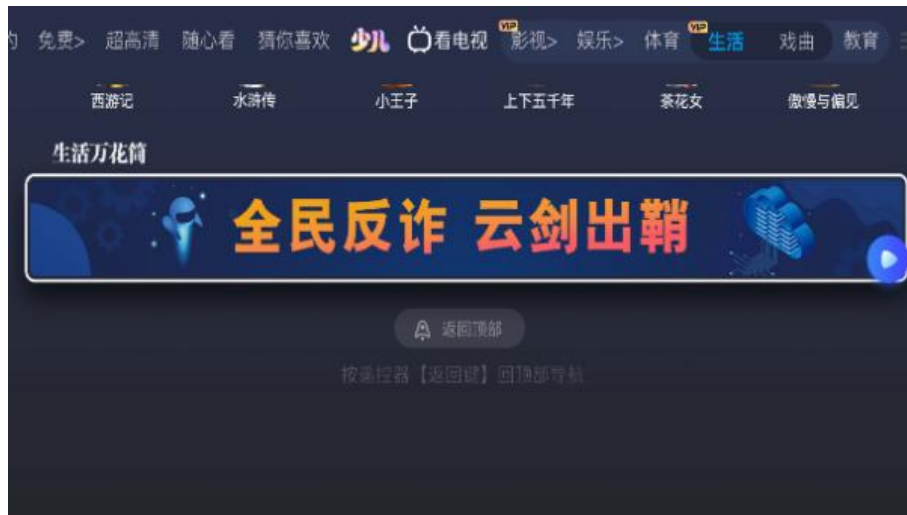 免费> 超高清 随心看 猜你喜欢 少儿 看电视 VIP 影视> 娱乐> 体育 VIP 生活 戏曲 教育
西游记 水浒传 小王子 上下五千年 茶花女 傲慢与偏见
生活万花筒
全民反诈 云剑出鞘
返回顶部
按遥控器【返回键】回顶部导航